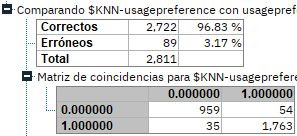 Comparando $KNN-usagepreference con usagepref
Correctos 2,722 96.83 %
Erróneos 89 3.17 %
Total 2,811
Matriz de coincidencias para $KNN-usageprefere
0.000000 1.000000
0.000000 959 54
1.000000 35 1,763